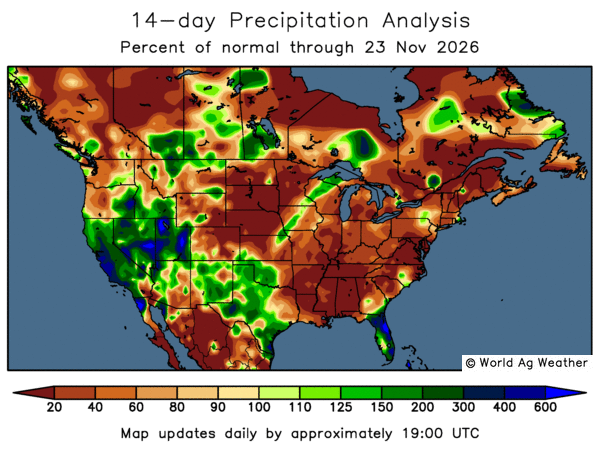 14-day Precipitation Analysis
Percent of normal through 23 Nov 2026
© World Ag Weather
20 40 60 80 90 100 110 125 150 200 300 400 600
Map updates daily by approximately 19:00 UTC